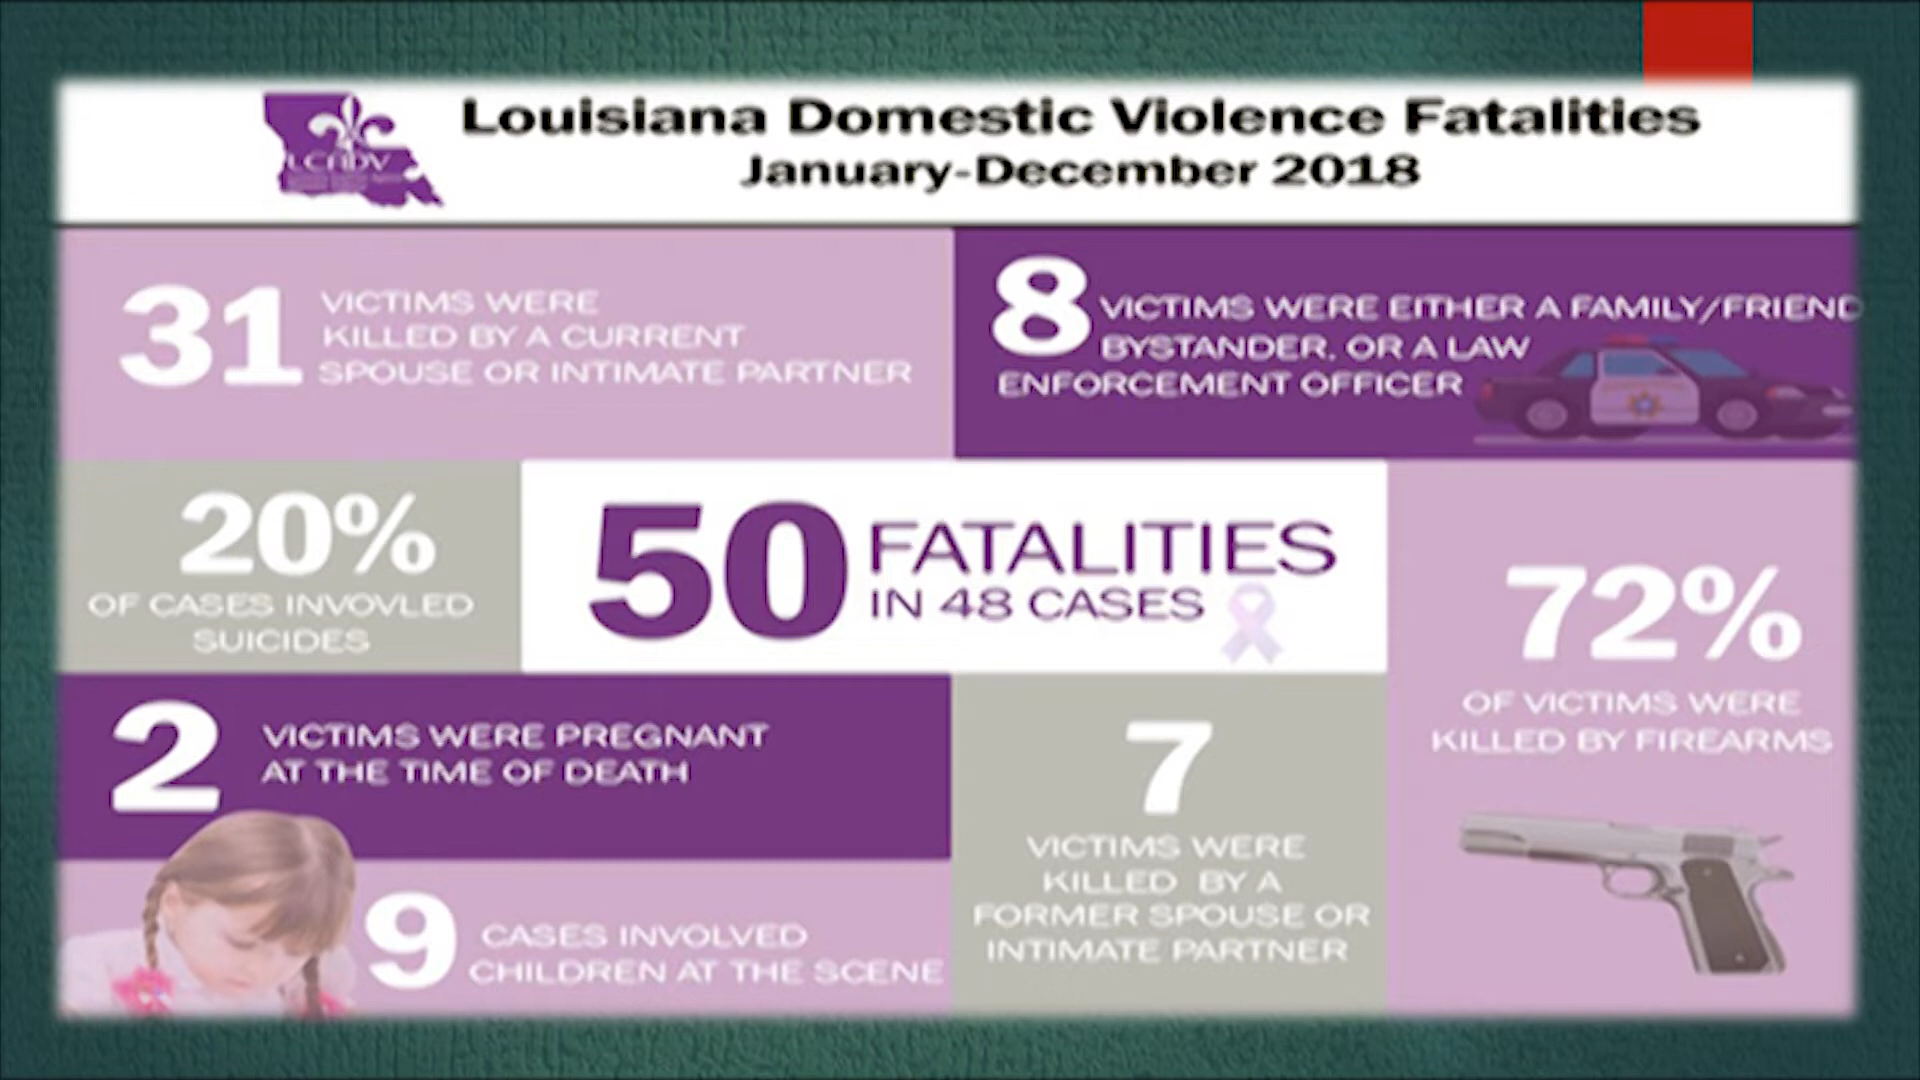 LCADV
Louisiana Domestic Violence Fatalities
January-December 2018
31
VICTIMS WERE
KILLED BY A CURRENT
SPOUSE OR INTIMATE PARTNER
8
VICTIMS WERE EITHER A FAMILY/FRIEND
BYSTANDER, OR A LAW
ENFORCEMENT OFFICER
20%
OF CASES INVOVLED
SUICIDES
50
FATALITIES
IN 48 CASES
72%
OF VICTIMS WERE
KILLED BY FIREARMS
2
VICTIMS WERE PREGNANT
AT THE TIME OF DEATH
7
VICTIMS WERE
KILLED BY A
FORMER SPOUSE OR
INTIMATE PARTNER
9
CASES INVOLVED
CHILDREN AT THE SCENE